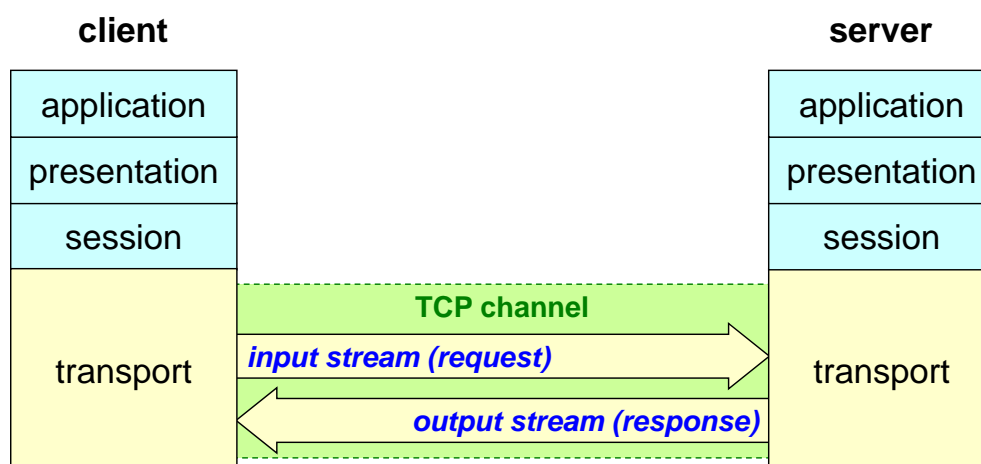 client
server
application
application
presentation
presentation
session
session
TCP channel
input stream (request)
transport
transport
output stream (response)